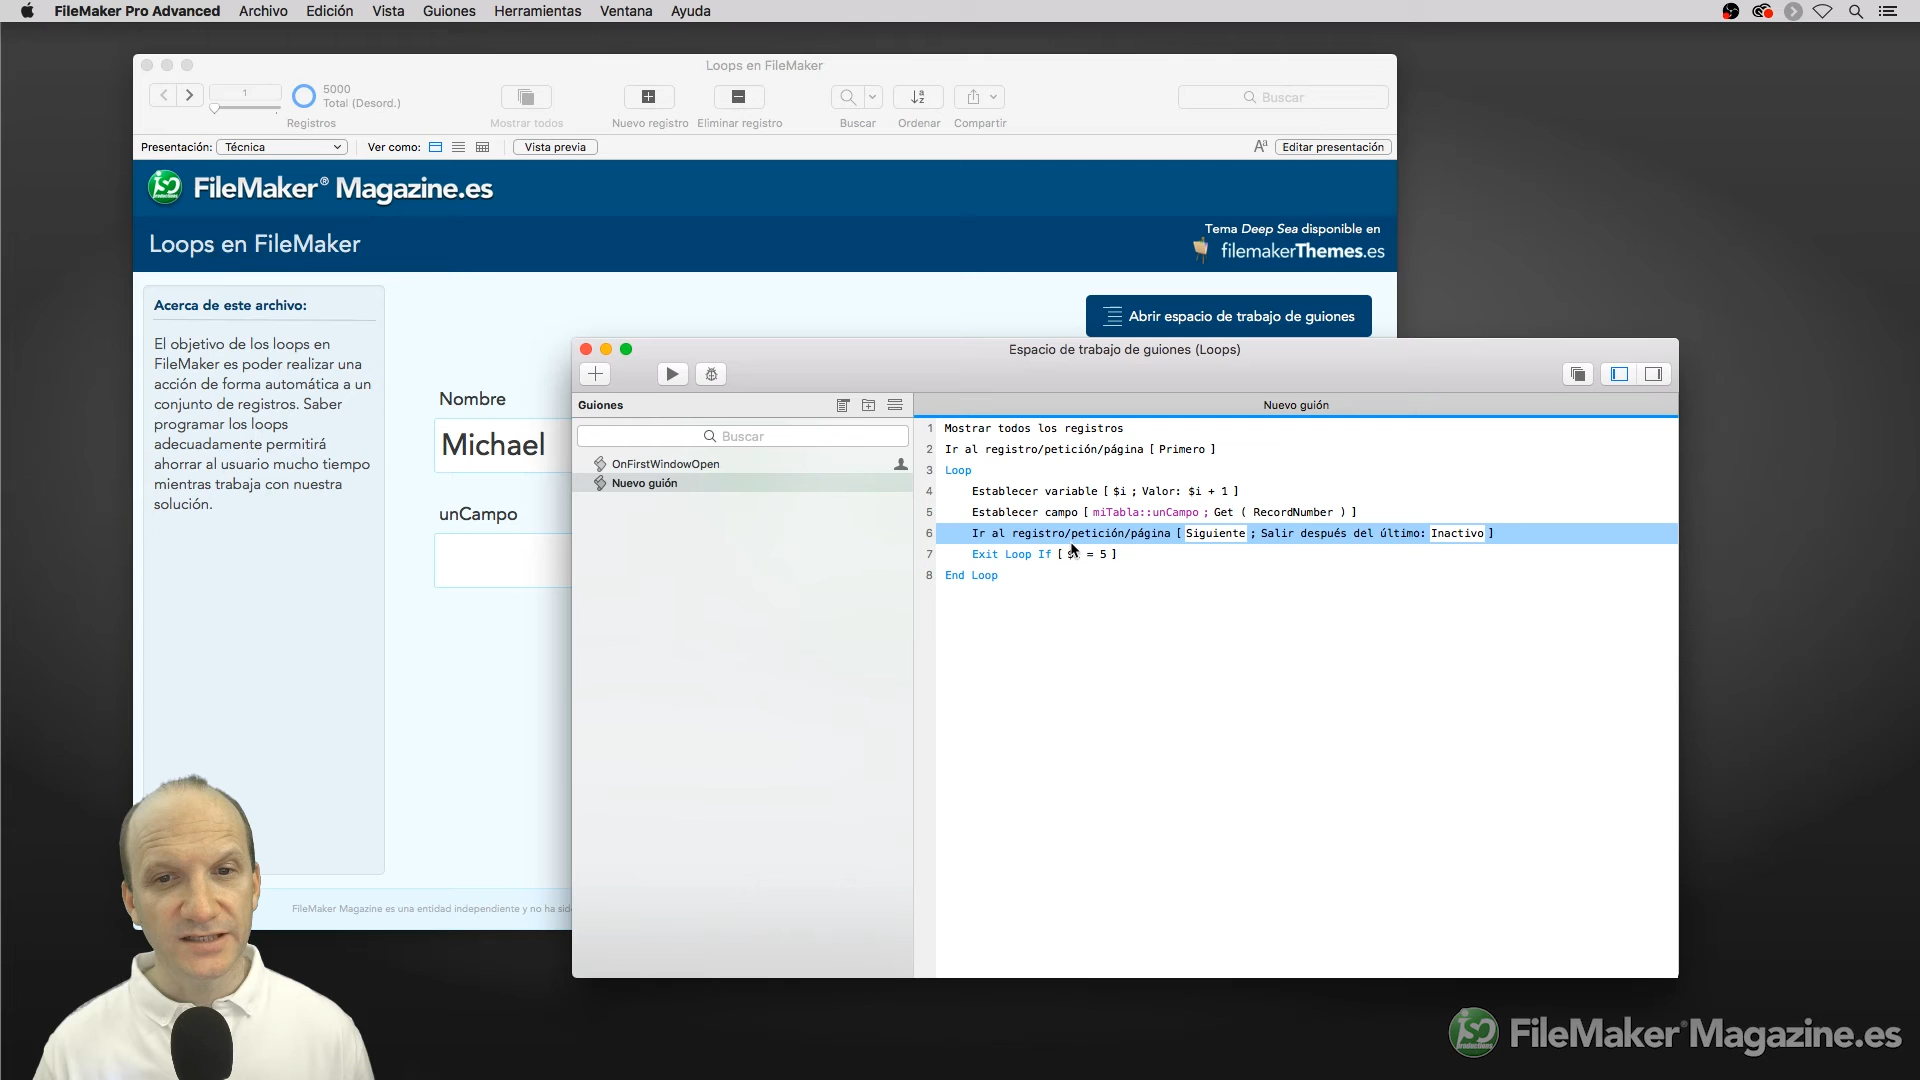 FileMaker Pro Advanced Archivo Edición Vista Guiones Herramientas Ventana Ayuda
Loops en FileMaker
1
5000
Total (Desord.)
Registros
Mostrar todos
Nuevo registro
Eliminar registro
Buscar
Ordenar
Compartir
Buscar
Presentación: Técnica
Ver como:
Vista previa
Editar presentación
iso
productions
FileMaker® Magazine.es
Loops en FileMaker
Tema Deep Sea disponible en
filemakerThemes.es
Acerca de este archivo:
El objetivo de los loops en
FileMaker es poder realizar una
acción de forma automática a un
conjunto de registros. Saber
programar los loops
adecuadamente permitirá
ahorrar al usuario mucho tiempo
mientras trabaja con nuestra
solución.
Abrir espacio de trabajo de guiones
Nombre
Michael
unCampo
FileMaker Magazine es una entidad independiente y no ha sid
Espacio de trabajo de guiones (Loops)
Guiones
Buscar
OnFirstWindowOpen
Nuevo guión
Nuevo guión
1 Mostrar todos los registros
2 Ir al registro/petición/página [ Primero ]
3 Loop
4 Establecer variable [ $i ; Valor: $i + 1 ]
5 Establecer campo [ miTabla::unCampo ; Get ( RecordNumber ) ]
6 Ir al registro/petición/página [ Siguiente ; Salir después del último: Inactivo ]
7 Exit Loop If [ = 5 ]
8 End Loop
iso
productions
FileMaker® Magazine.es